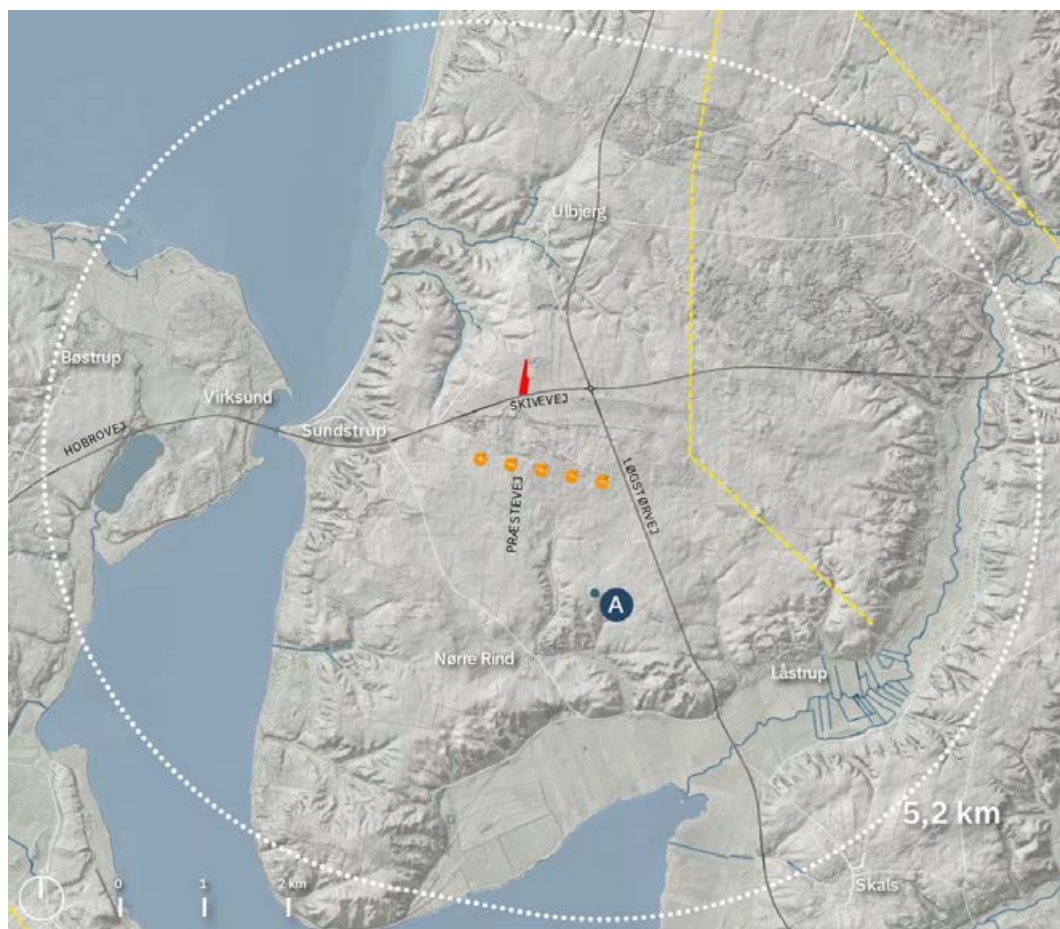 Ulbjerg
Bøstrup
Virksund
SKIVEVEJ
Sundstrup
HOBROVEJ
LØGSTØRVEJ
PRÆSTEVEJ
A
Nørre Rind
Låstrup
5,2 km
0 1 2 km
Skals